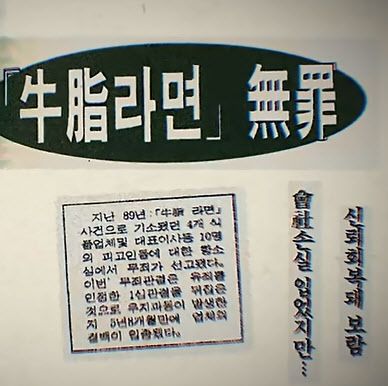 「牛脂라면」 無罪
신뢰회복돼 보람
會社손실 입었지만…
지난 89년 「牛脂 라면」
사건으로 기소됐던 4개 식
품업체및 대표이사등 10명
의 피고인들에 대한 항소
심에서 무죄가 선고됐다.
이번 무죄판결은 유죄를
인정한 1심판결을 뒤집은
것으로 우지파동이 발생한
지 5년8개월만에 업체의
결백이 입증됐다.